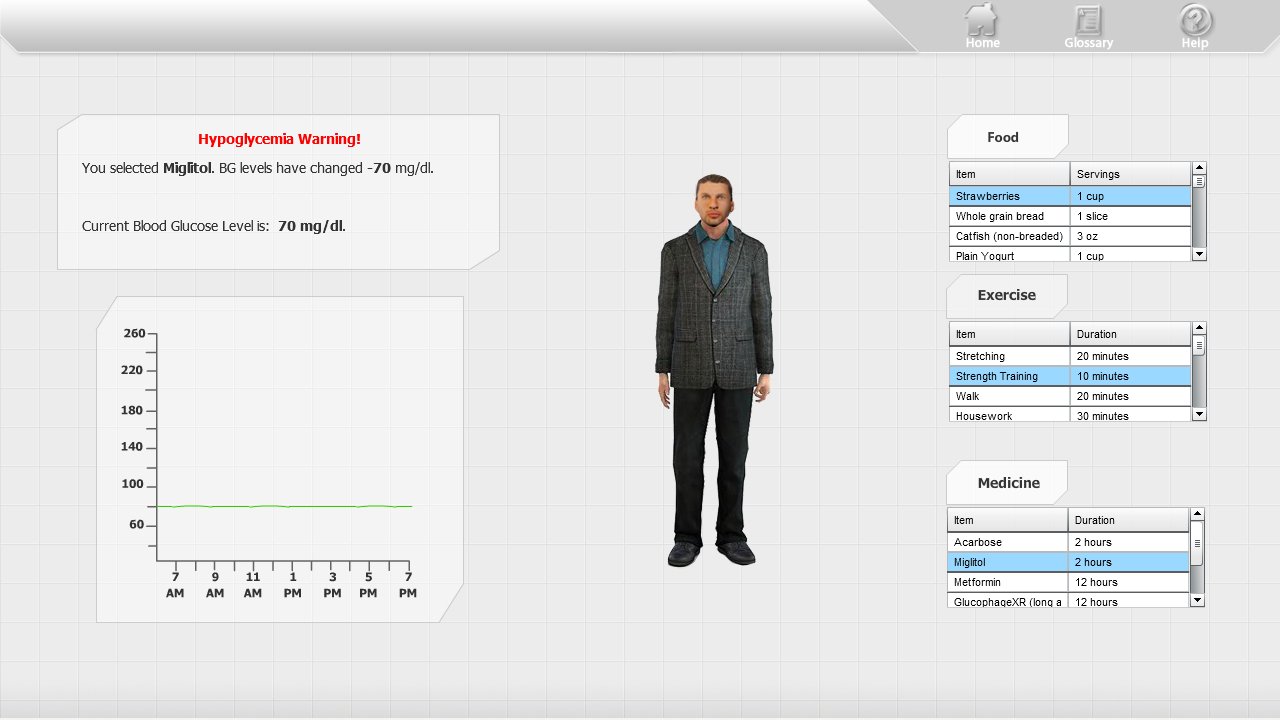 Home Glossary Help
Hypoglycemia Warning!
You selected Miglitol. BG levels have changed -70 mg/dl.
Current Blood Glucose Level is: 70 mg/dl.
260
220
180
140
100
60
7 9 11 1 3 5 7
AM AM AM PM PM PM PM
Food
Item Servings
Strawberries 1 cup
Whole grain bread 1 slice
Catfish (non-breaded) 3 oz
Plain Yogurt 1 cup
Exercise
Item Duration
Stretching 20 minutes
Strength Training 10 minutes
Walk 20 minutes
Housework 30 minutes
Medicine
Item Duration
Acarbose 2 hours
Miglitol 2 hours
Metformin 12 hours
GlucophageXR (long a 12 hours